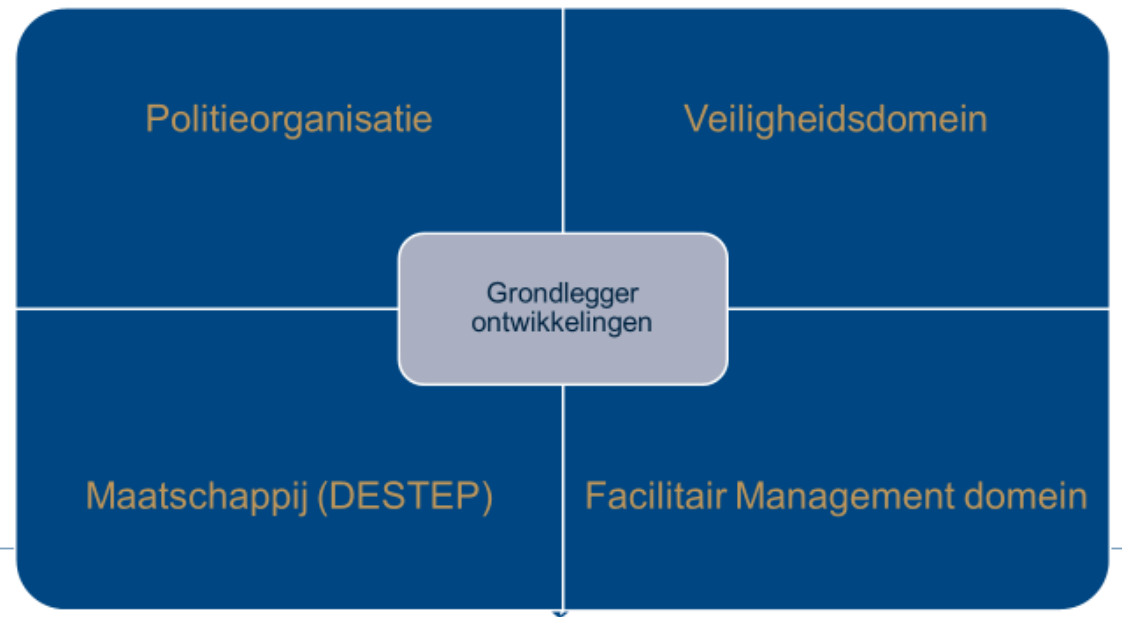 Politieorganisatie
Veiligheidsdomein
Grondlegger
ontwikkelingen
Maatschappij (DESTEP)
Facilitair Management domein